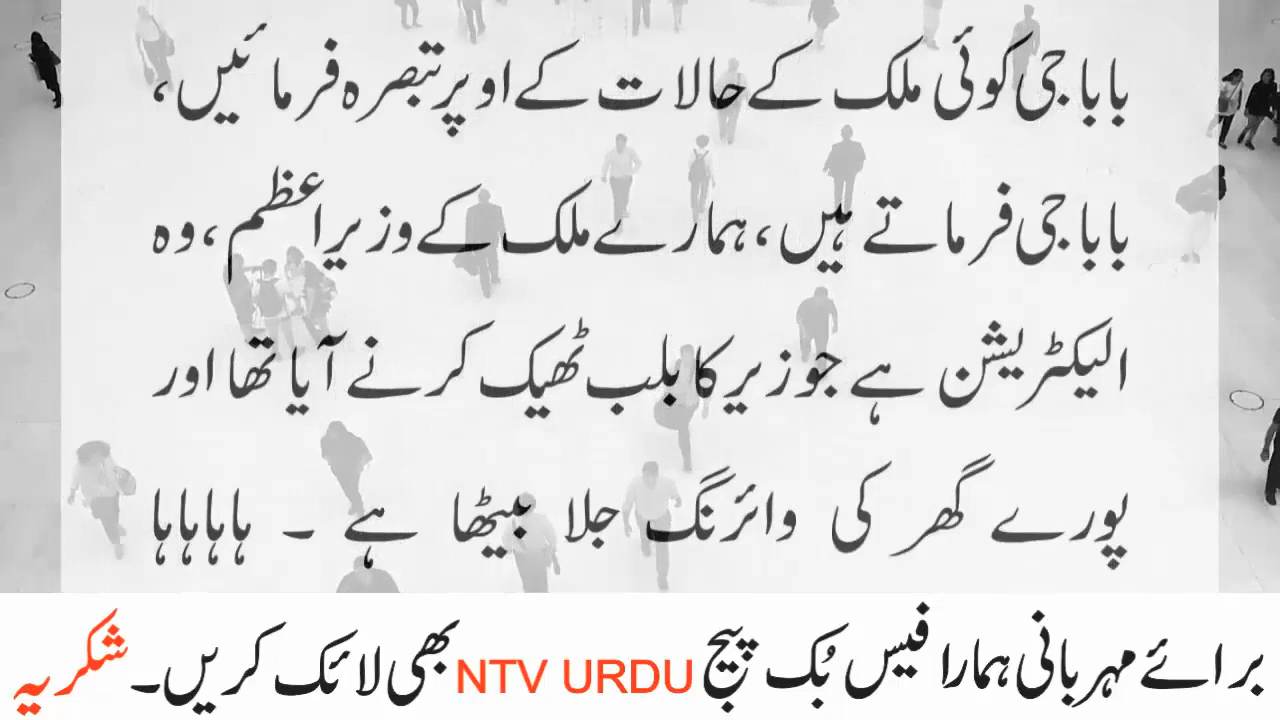 بابا جی کوئی ملک کے حالات کے اوپر تبصرہ فرمائیں،
بابا جی فرماتے ہیں، ہمارے ملک کے وزیراعظم، وہ
الیکٹریشن ہے جو زیر کا بلب ٹھیک کرنے آیا تھا اور
پورے گھر کی وائرنگ جلا بیٹھا ہے ۔ ہاہاہاہا
برائے مہربانی ہمارا فیس بُک پیج NTV URDU بھی لائک کریں۔ شکریہ